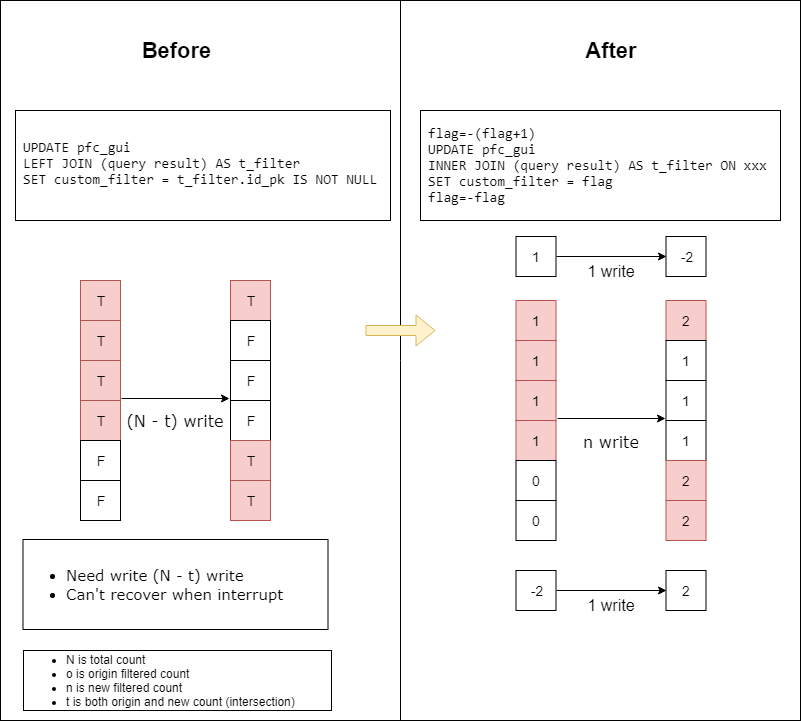 Before
UPDATE pfc_gui
LEFT JOIN (query result) AS t_filter
SET custom_filter = t_filter.id_pk IS NOT NULL
T
T
T
T
F
F
(N - t) write
T
F
F
F
T
T
Need write (N - t) write
Can't recover when interrupt
N is total count
o is origin filtered count
n is new filtered count
t is both origin and new count (intersection)
After
flag=-(flag+1)
UPDATE pfc_gui
INNER JOIN (query result) AS t_filter ON xxx
SET custom_filter = flag
flag=-flag
1
1 write
-2
1
1
1
1
0
0
n write
2
1
1
1
2
2
-2
1 write
2